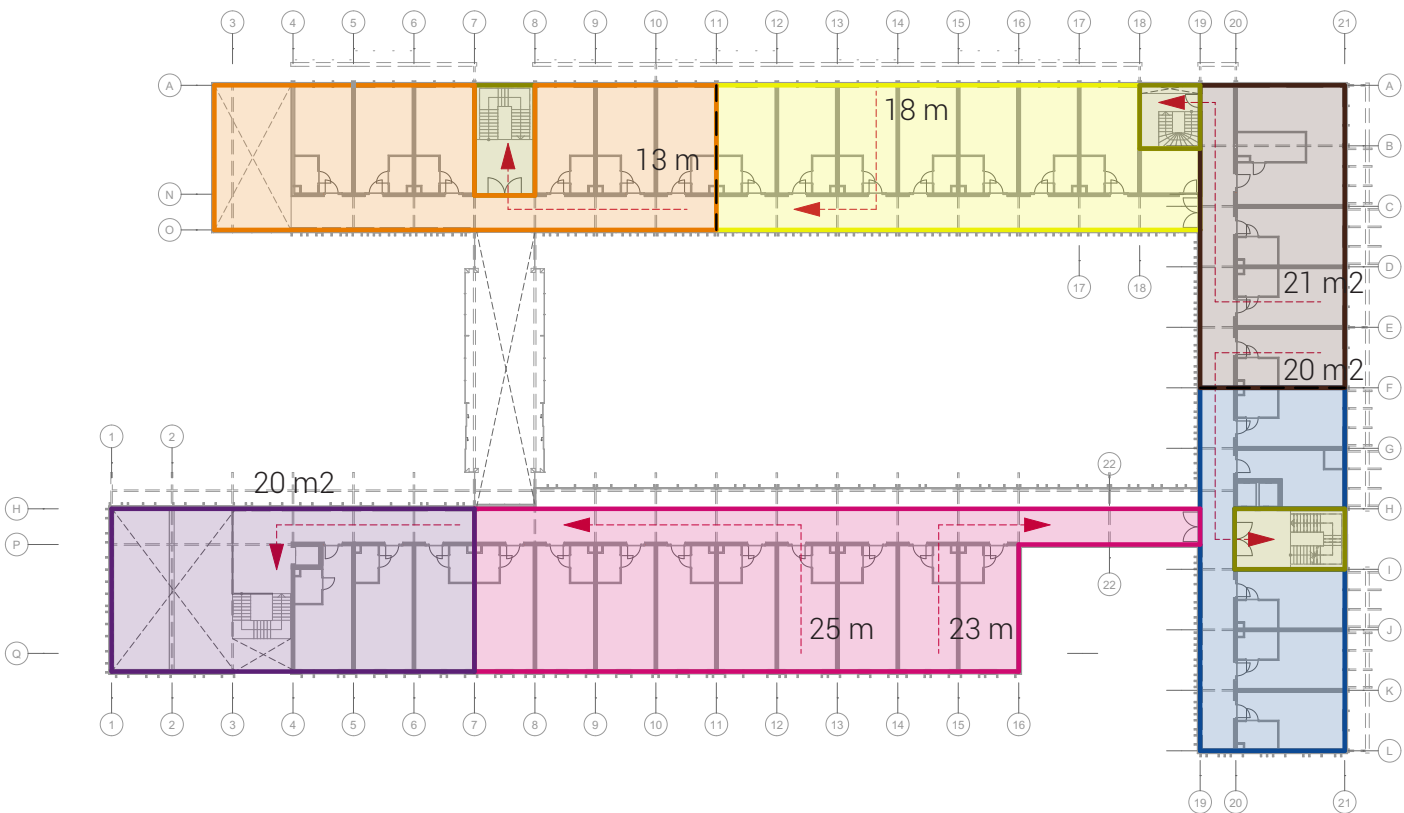 3 4 5 6 7 8 9 10 11 12 13 14 15 16 17 18 19 20 21
A A
18 m
B
13 m
N
C
O
D
17 18
21 m2
E
20 m2
F
1 2
G
22
20 m2
H H
P
I
22
25 m 23 m
J
Q
K
1 2 3 4 5 6 7 8 9 10 11 12 13 14 15 16
L
19 20 21